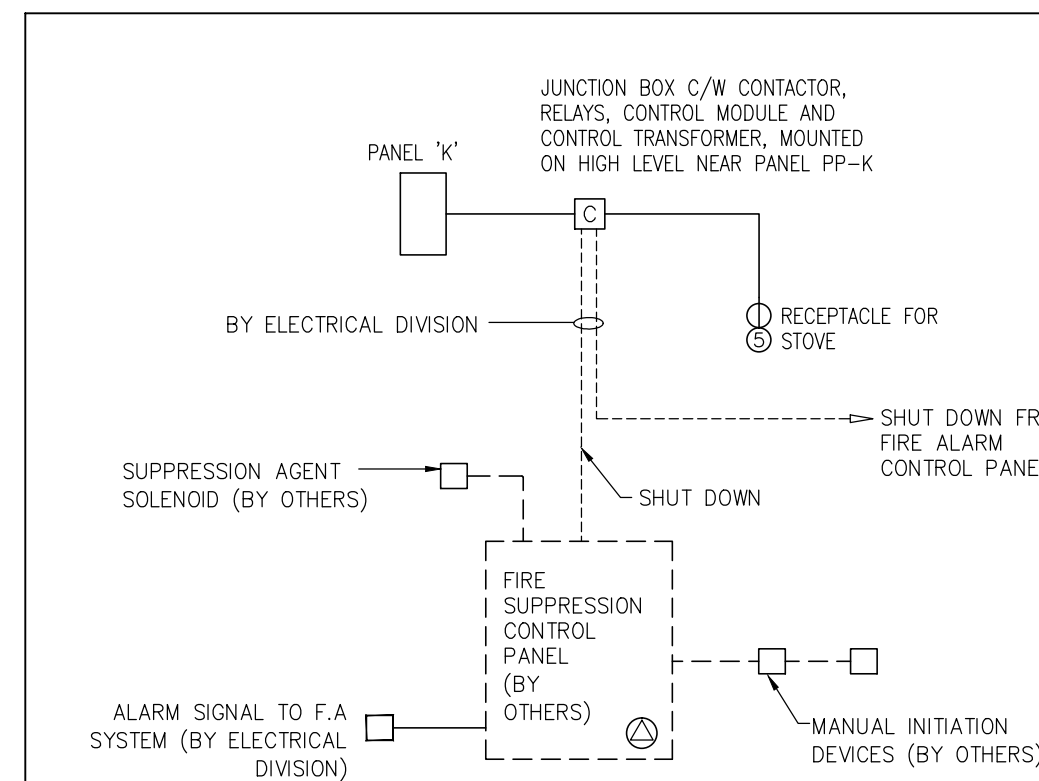 JUNCTION BOX C/W CONTACTOR,
RELAYS, CONTROL MODULE AND
CONTROL TRANSFORMER, MOUNTED
ON HIGH LEVEL NEAR PANEL PP-K
PANEL 'K'
C
BY ELECTRICAL DIVISION
RECEPTACLE FOR
STOVE
5
SHUT DOWN FR
FIRE ALARM
CONTROL PANE
SUPPRESSION AGENT
SOLENOID (BY OTHERS)
SHUT DOWN
FIRE
SUPPRESSION
CONTROL
PANEL
(BY
OTHERS)
ALARM SIGNAL TO F.A
SYSTEM (BY ELECTRICAL
DIVISION)
MANUAL INITIATION
DEVICES (BY OTHERS)